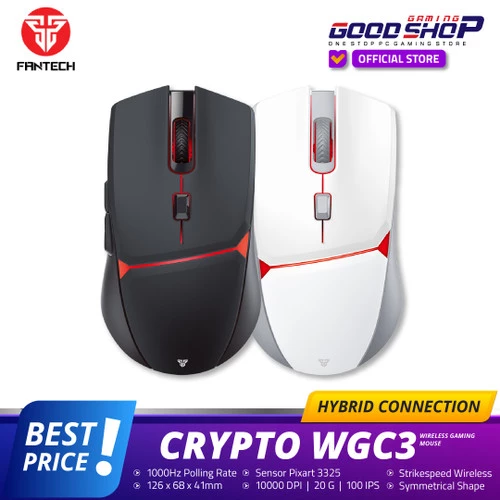 FANTECH
GAMING
GOOD SHOP
ONE STOP PC GAMING STORE
OFFICIAL STORE
HYBRID CONNECTION
BEST
PRICE!
CRYPTO WGC3
WIRELESS GAMING
MOUSE
1000Hz Polling Rate
Sensor Pixart 3325
Strikespeed Wireless
126 x 68 x 41mm
10000 DPI | 20 G | 100 IPS
Symmetrical Shape